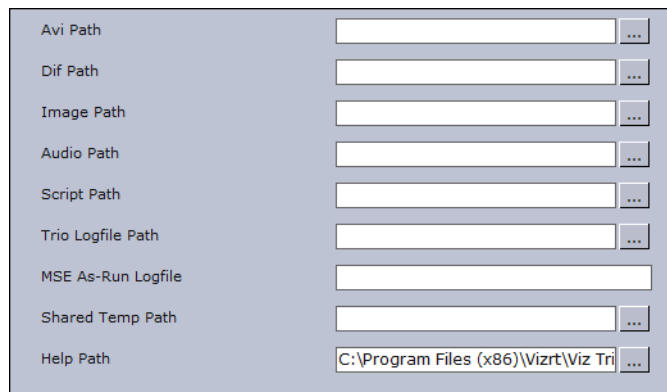 Avi Path ...
Dif Path ...
Image Path ...
Audio Path ...
Script Path ...
Trio Logfile Path ...
MSE As-Run Logfile
Shared Temp Path ...
Help Path C:\Program Files (x86)\Vizrt\Viz Tri ...